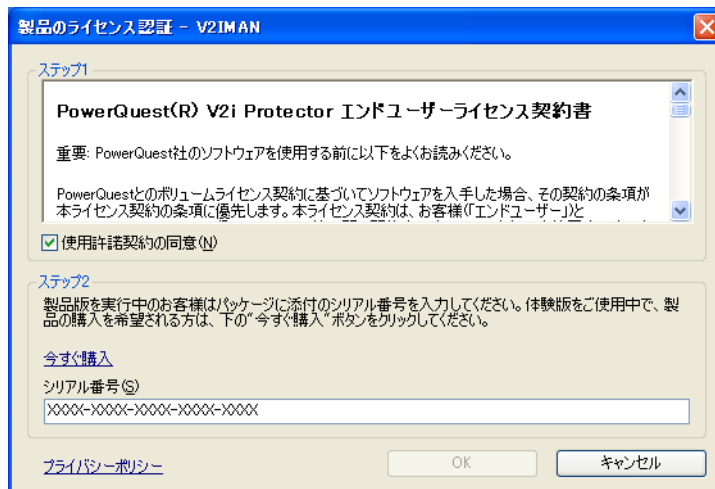 製品のライセンス認証 - V2IMAN
ステップ1
PowerQuest(R) V2i Protector エンドユーザーライセンス契約書
重要: PowerQuest社のソフトウェアを使用する前に以下をよくお読みください。
PowerQuestとのボリュームライセンス契約に基づいてソフトウェアを入手した場合、その契約の条項が
本ライセンス契約の条項に優先します。本ライセンス契約は、お客様(「エンドユーザー」)と
使用許諾契約の同意(N)
ステップ2
製品版を実行中のお客様はパッケージに添付のシリアル番号を入力してください。体験版をご使用中で、製
品の購入を希望される方は、下の"今すぐ購入"ボタンをクリックしてください。
今すぐ購入
シリアル番号(S)
XXXX-XXXX-XXXX-XXXX-XXXX
プライバシーポリシー
OK
キャンセル